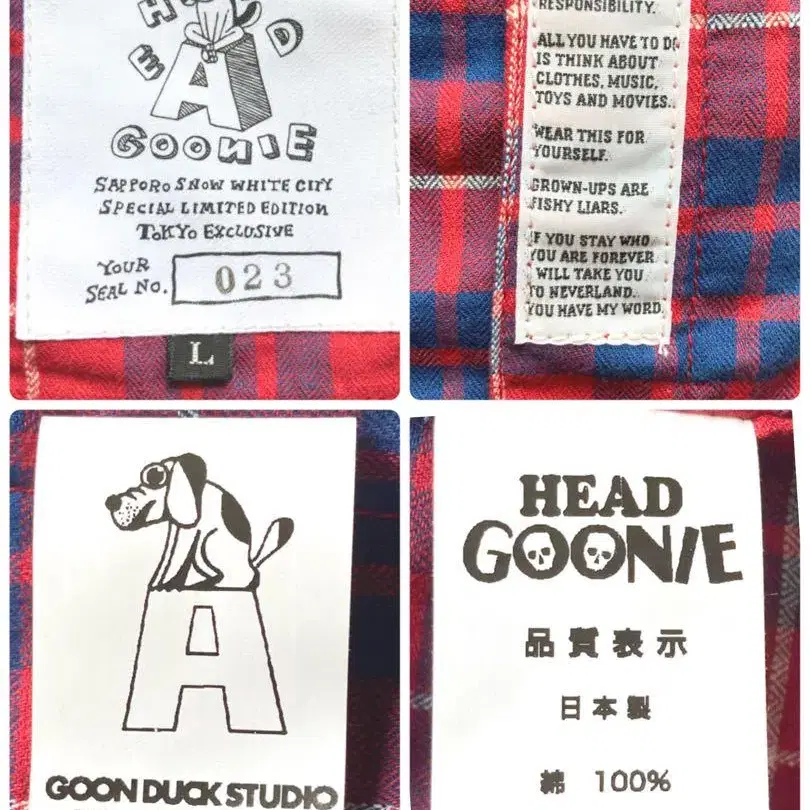 HEAD
GOONIE
SAPPORO SNOW WHITE CITY
SPECIAL LIMITED EDITION
TOKYO EXCLUSIVE
YOUR
SEAL NO.
023
L
RESPONSIBILITY.
ALL YOU HAVE TO DO
IS THINK ABOUT
CLOTHES, MUSIC,
TOYS AND MOVIES.
WEAR THIS FOR
YOURSELF.
GROWN-UPS ARE
FISHY LIARS.
IF YOU STAY WHO
YOU ARE FOREVER
WILL TAKE YOU
TO NEVERLAND.
YOU HAVE MY WORD.
A
GOON DUCK STUDIO
HEAD
GOONIE
品質表示
日本製
綿 100%